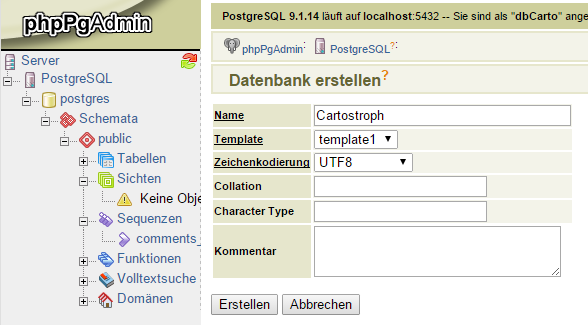 phpPgAdmin
Server
PostgreSQL
postgres
Schemata
public
Tabellen
Sichten
Keine Obje
Sequenzen
comments_
Funktionen
Volltextsuche
Domänen
PostgreSQL 9.1.14 läuft auf localhost:5432 -- Sie sind als "dbCarto" ange
phpPgAdmin: PostgreSQL?:
Datenbank erstellen?
Name Cartostroph
Template template1
Zeichenkodierung UTF8
Collation
Character Type
Kommentar
Erstellen Abbrechen